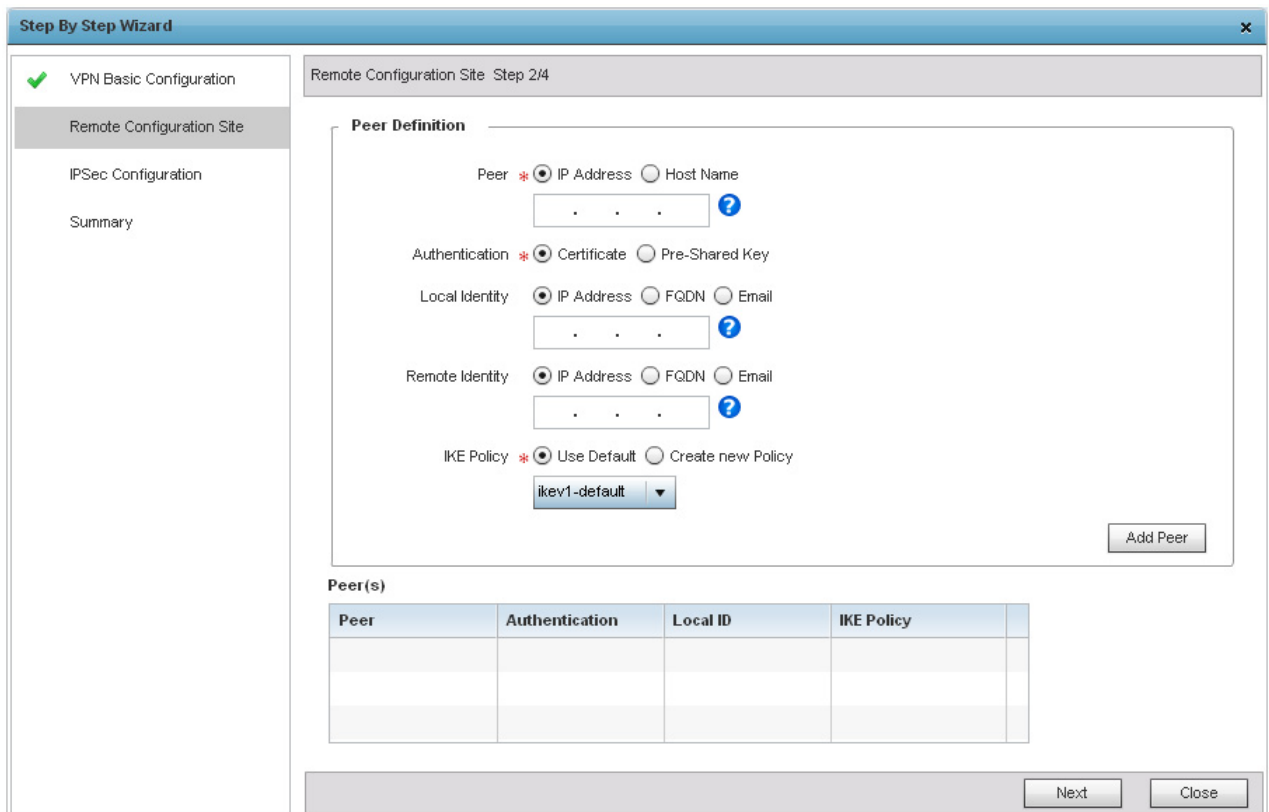 Step By Step Wizard
×
VPN Basic Configuration
Remote Configuration Site
IPSec Configuration
Summary
Remote Configuration Site Step 2/4
Peer Definition
Peer * IP Address Host Name
. . . ?
Authentication * Certificate Pre-Shared Key
Local Identity IP Address FQDN Email
. . . ?
Remote Identity IP Address FQDN Email
. . . ?
IKE Policy * Use Default Create new Policy
ikev1-default
Add Peer
Peer(s)
Peer Authentication Local ID IKE Policy
Next Close